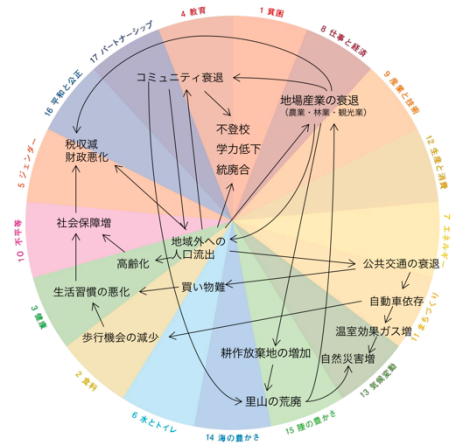 4 教育
1 貧困
17 パートナーシップ
8 仕事と経済
16 平和と公正
9 産業と技術
5 ジェンダー
12 生産と消費
10 不平等
7 エネルギー
3 健康
11 まちづくり
2 食料
13 気候変動
6 水とトイレ
14 海の豊かさ
15 陸の豊かさ
コミュニティ衰退
地場産業の衰退
(農業・林業・観光業)
不登校
学力低下
統廃合
税収減
財政悪化
社会保障増
地域外への
人口流出
高齢化
公共交通の衰退
生活習慣の悪化
買い物難
自動車依存
歩行機会の減少
温室効果ガス増
耕作放棄地の増加
自然災害増
里山の荒廃